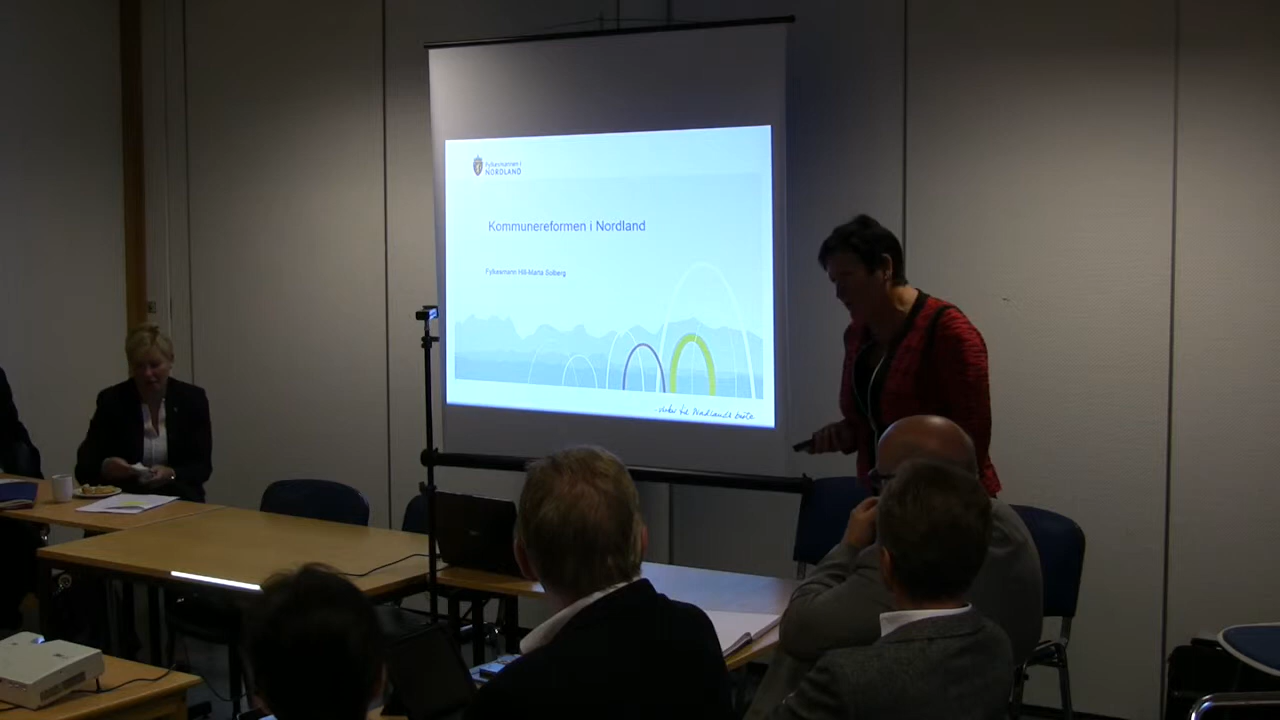 Fylkesmannen i
NORDLAND
Kommunereformen i Nordland
Fylkesmann Hill-Marta Solberg